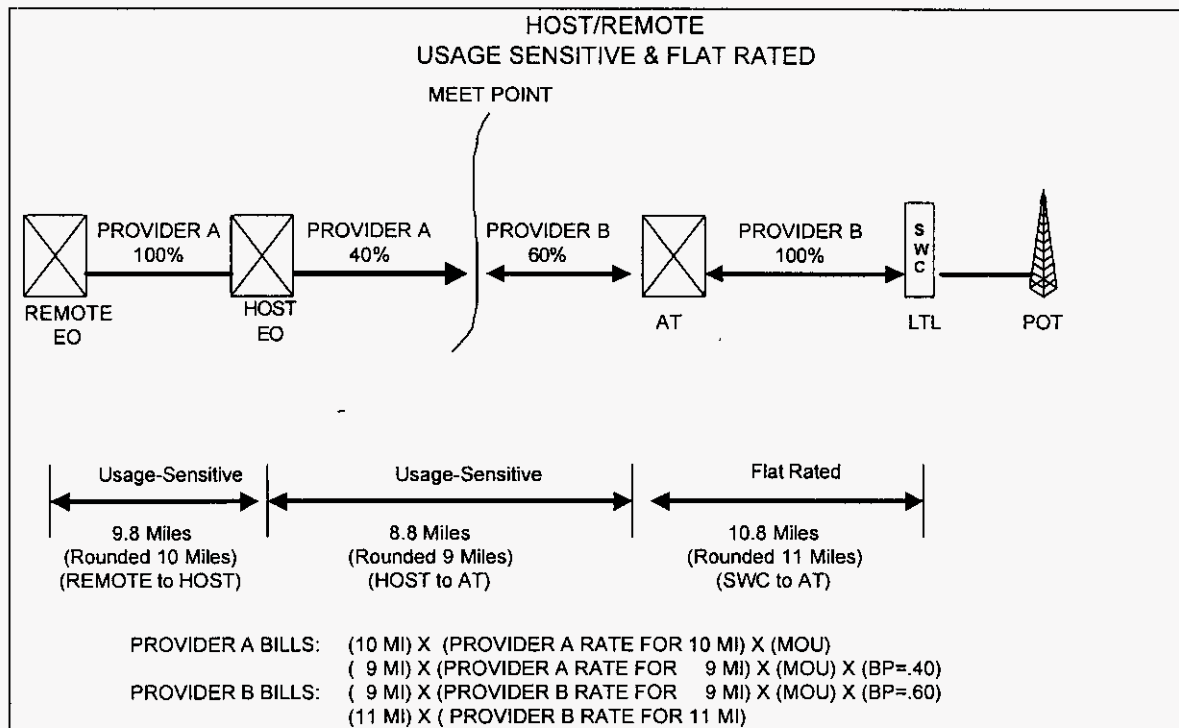 HOST/REMOTE
USAGE SENSITIVE & FLAT RATED
MEET POINT
PROVIDER A
100%
PROVIDER A
40%
PROVIDER B
60%
PROVIDER B
100%
SWC
REMOTE
EO
HOST
EO
AT
LTL
POT
Usage-Sensitive
Usage-Sensitive
Flat Rated
9.8 Miles
(Rounded 10 Miles)
(REMOTE to HOST)
8.8 Miles
(Rounded 9 Miles)
(HOST to AT)
10.8 Miles
(Rounded 11 Miles)
(SWC to AT)
PROVIDER A BILLS: (10 MI) X (PROVIDER A RATE FOR 10 MI) X (MOU)
( 9 MI) X (PROVIDER A RATE FOR 9 MI) X (MOU) X (BP=.40)
PROVIDER B BILLS: ( 9 MI) X (PROVIDER B RATE FOR 9 MI) X (MOU) X (BP=.60)
(11 MI) X ( PROVIDER B RATE FOR 11 MI)